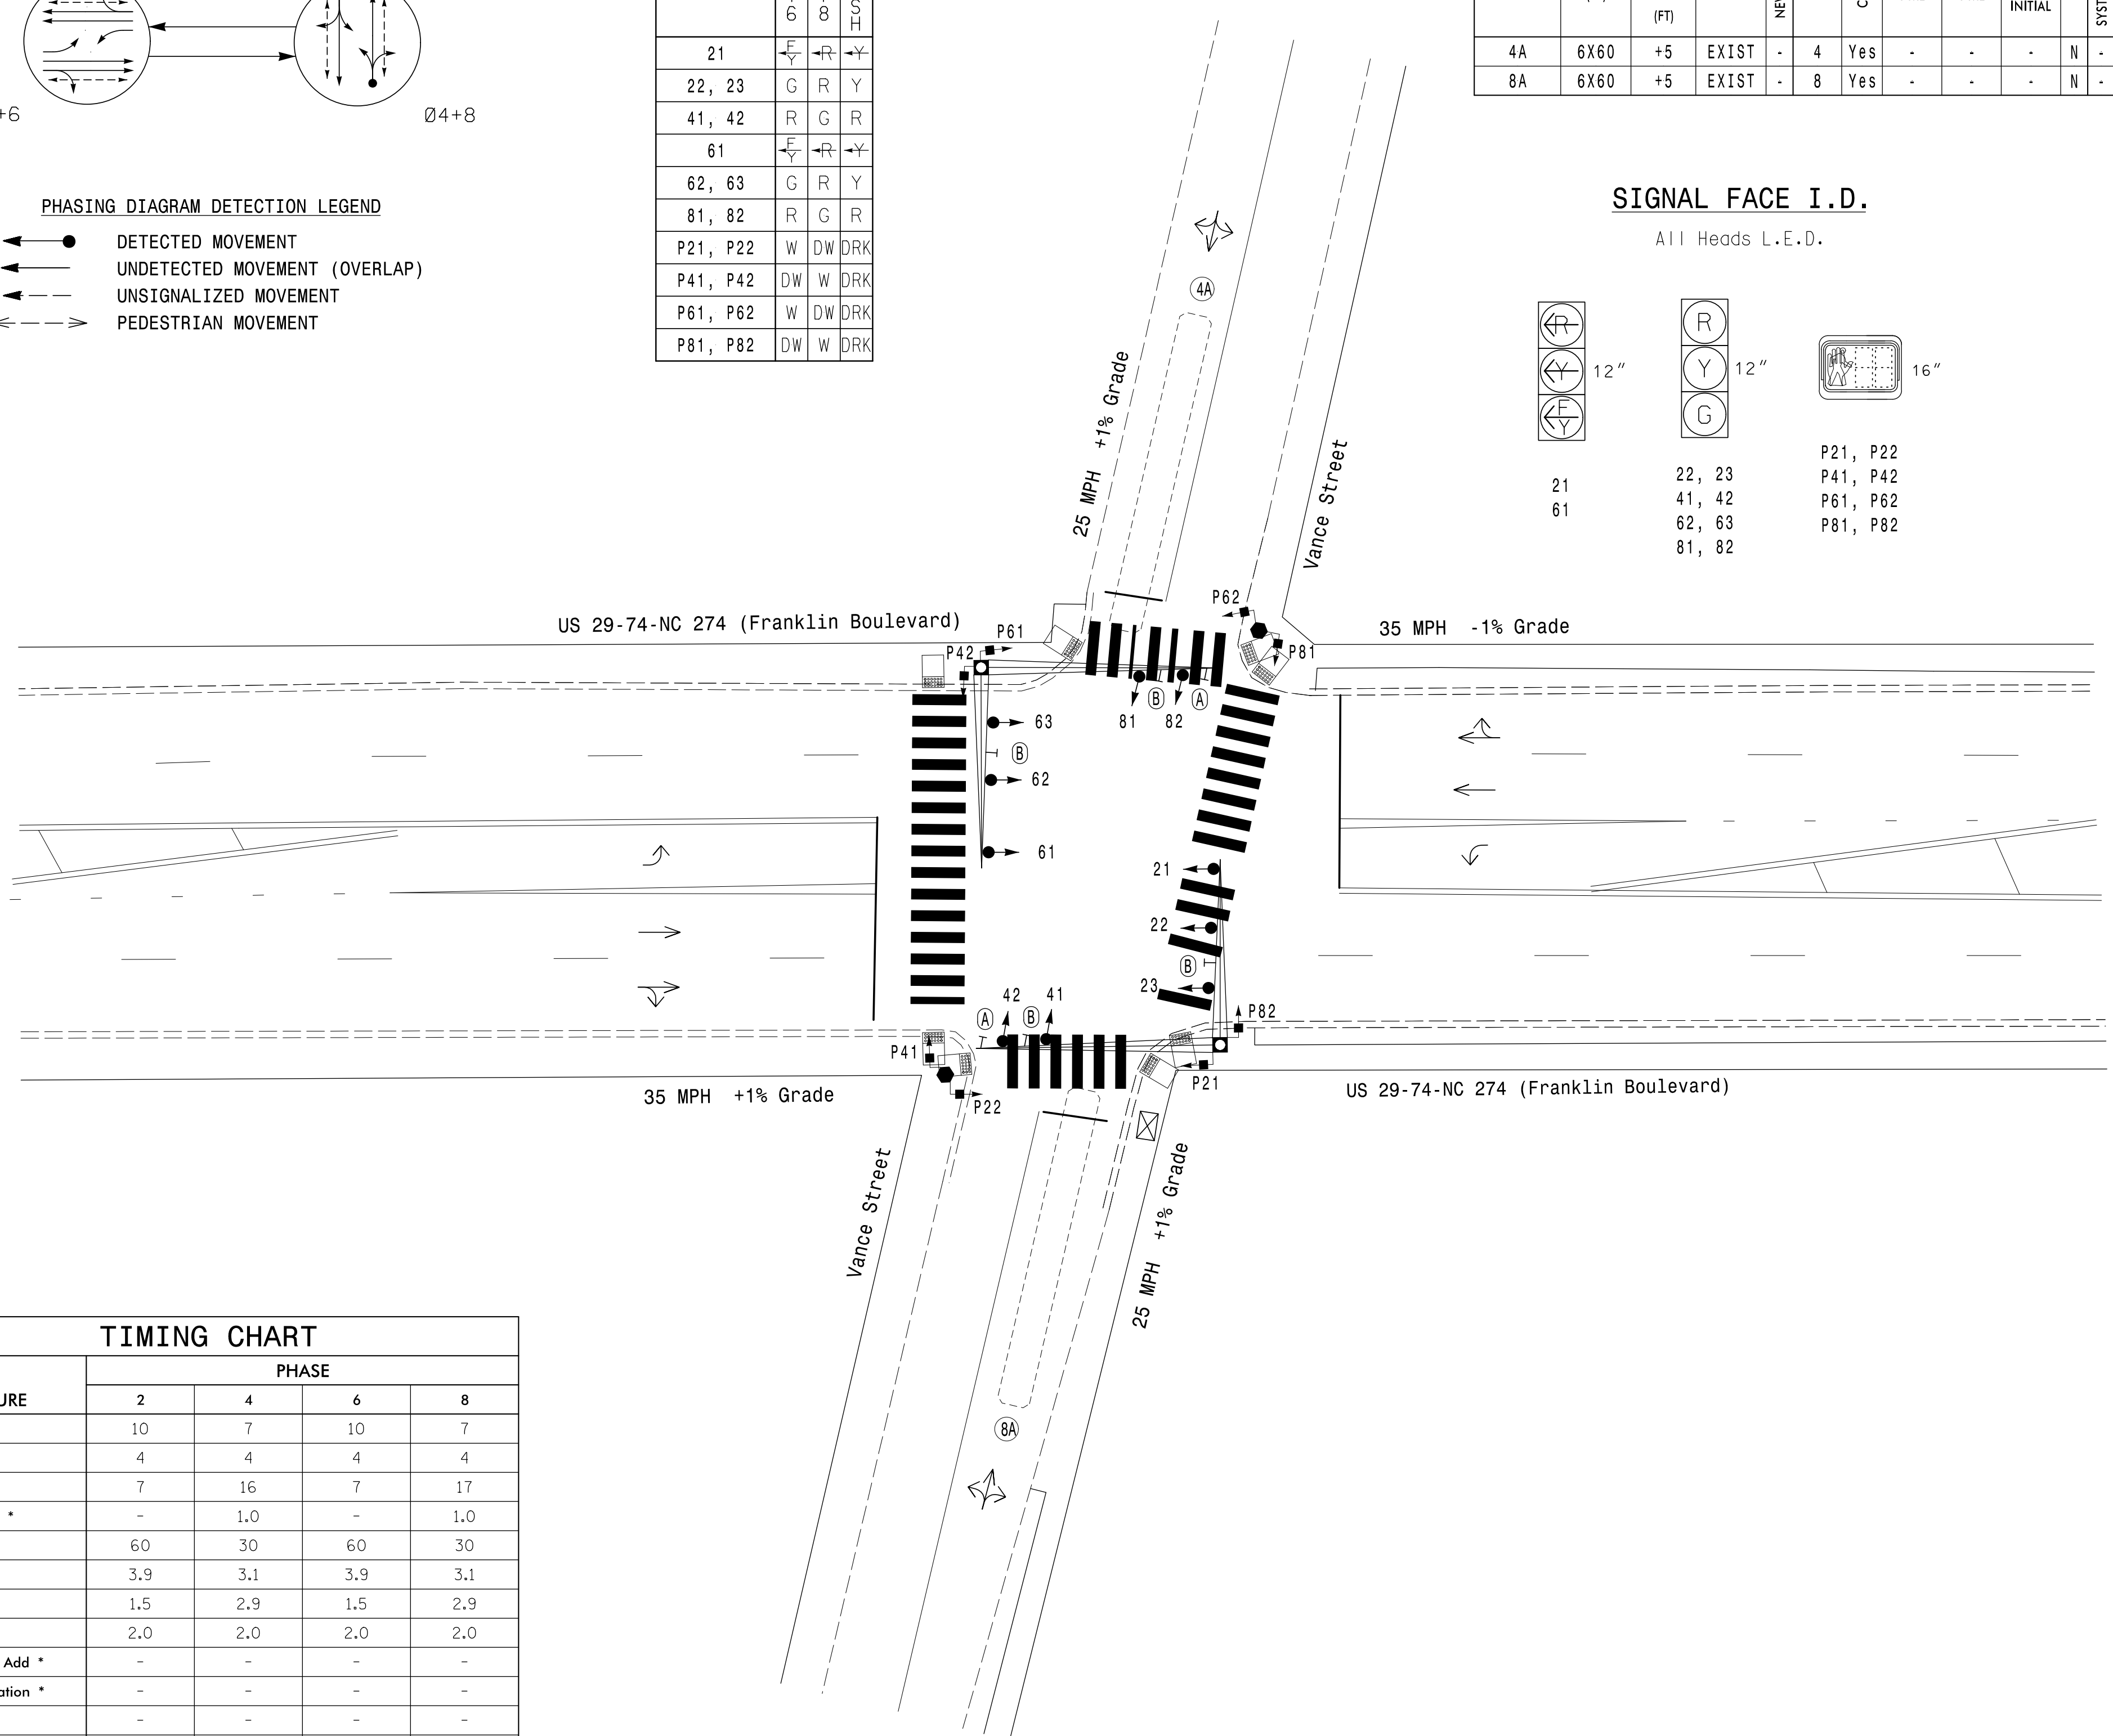 +6
Ø4+8
PHASING DIAGRAM DETECTION LEGEND
DETECTED MOVEMENT
UNDETECTED MOVEMENT (OVERLAP)
UNSIGNALIZED MOVEMENT
PEDESTRIAN MOVEMENT
6 8 S H
21 F Y R Y
22, 23 G R Y
41, 42 R G R
61 F Y R Y
62, 63 G R Y
81, 82 R G R
P21, P22 W DW DRK
P41, P42 DW W DRK
P61, P62 W DW DRK
P81, P82 DW W DRK
(FT) INITIAL
4A 6X60 +5 EXIST - 4 Yes - - - N -
8A 6X60 +5 EXIST - 8 Yes - - - N -
SIGNAL FACE I.D.
All Heads L.E.D.
R Y F Y 12"
R Y G 12"
16"
21
61
22, 23
41, 42
62, 63
81, 82
P21, P22
P41, P42
P61, P62
P81, P82
4A
25 MPH +1% Grade
Vance Street
US 29-74-NC 274 (Franklin Boulevard)
35 MPH -1% Grade
P62
P61
P42
P81
81 B 82 A
63
B
62
61
21
22
B
23
42 41
A B
P82
P41
P21
P22
35 MPH +1% Grade
US 29-74-NC 274 (Franklin Boulevard)
Vance Street
25 MPH +1% Grade
8A
TIMING CHART
PHASE
URE 2 4 6 8
10 7 10 7
4 4 4 4
7 16 7 17
* - 1.0 - 1.0
60 30 60 30
3.9 3.1 3.9 3.1
1.5 2.9 1.5 2.9
2.0 2.0 2.0 2.0
Add * - - - -
ation * - - - -
- - - -